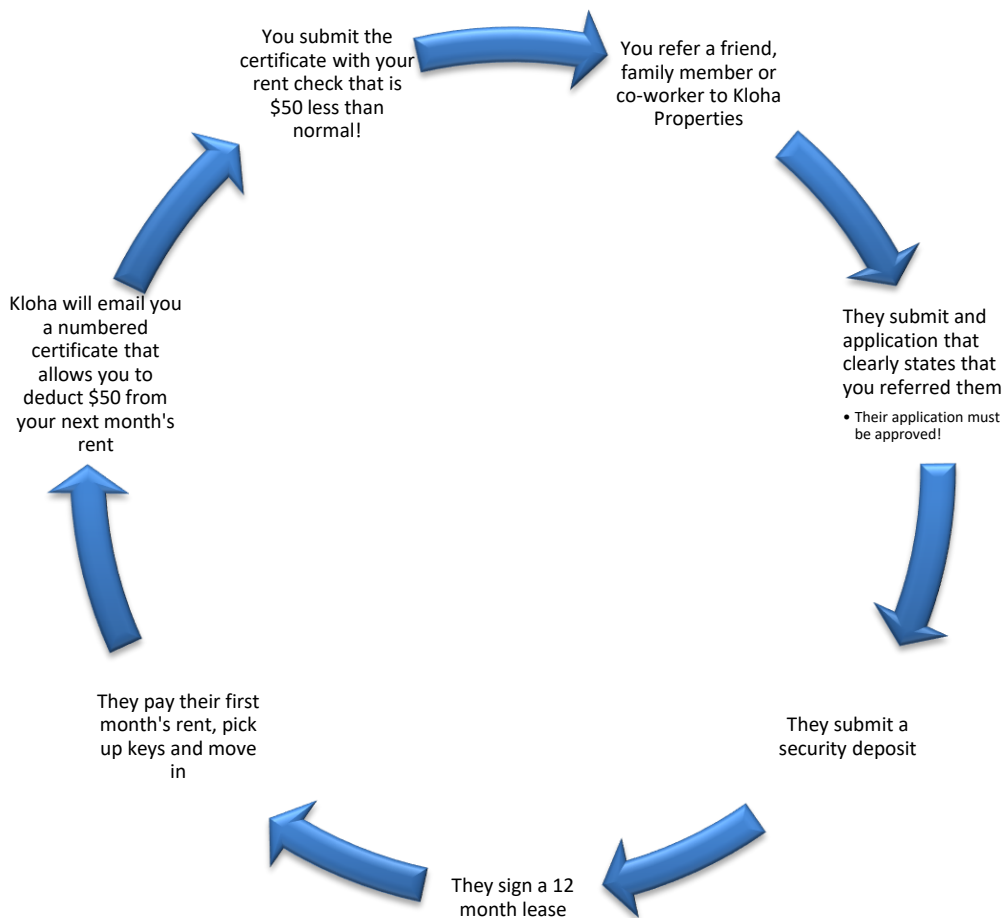 You refer a friend,
family member or
co-worker to Kloha
Properties
They submit and
application that
clearly states that
you referred them
• Their application must
be approved!
They submit a
security deposit
They sign a 12
month lease
They pay their first
month's rent, pick
up keys and move
in
Kloha will email you
a numbered
certificate that
allows you to
deduct $50 from
your next month's
rent
You submit the
certificate with your
rent check that is
$50 less than
normal!